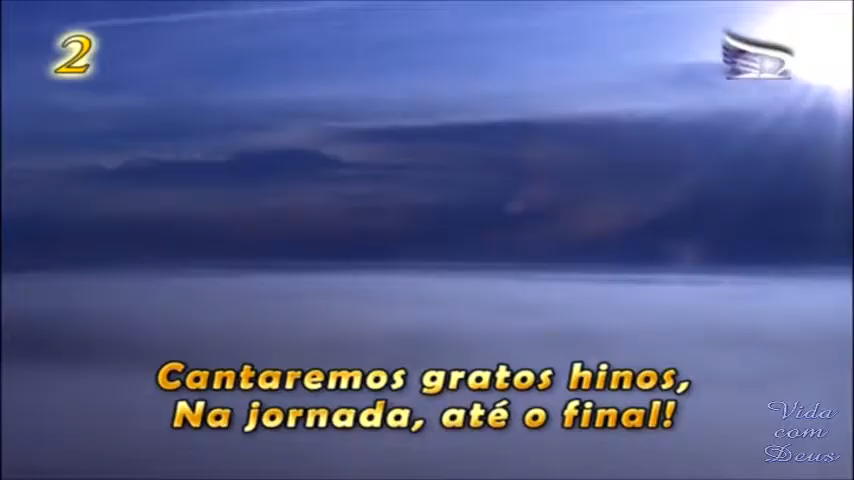 2
Cantaremos gratos hinos,
Na jornada, até o final!
Vida
com
Deus